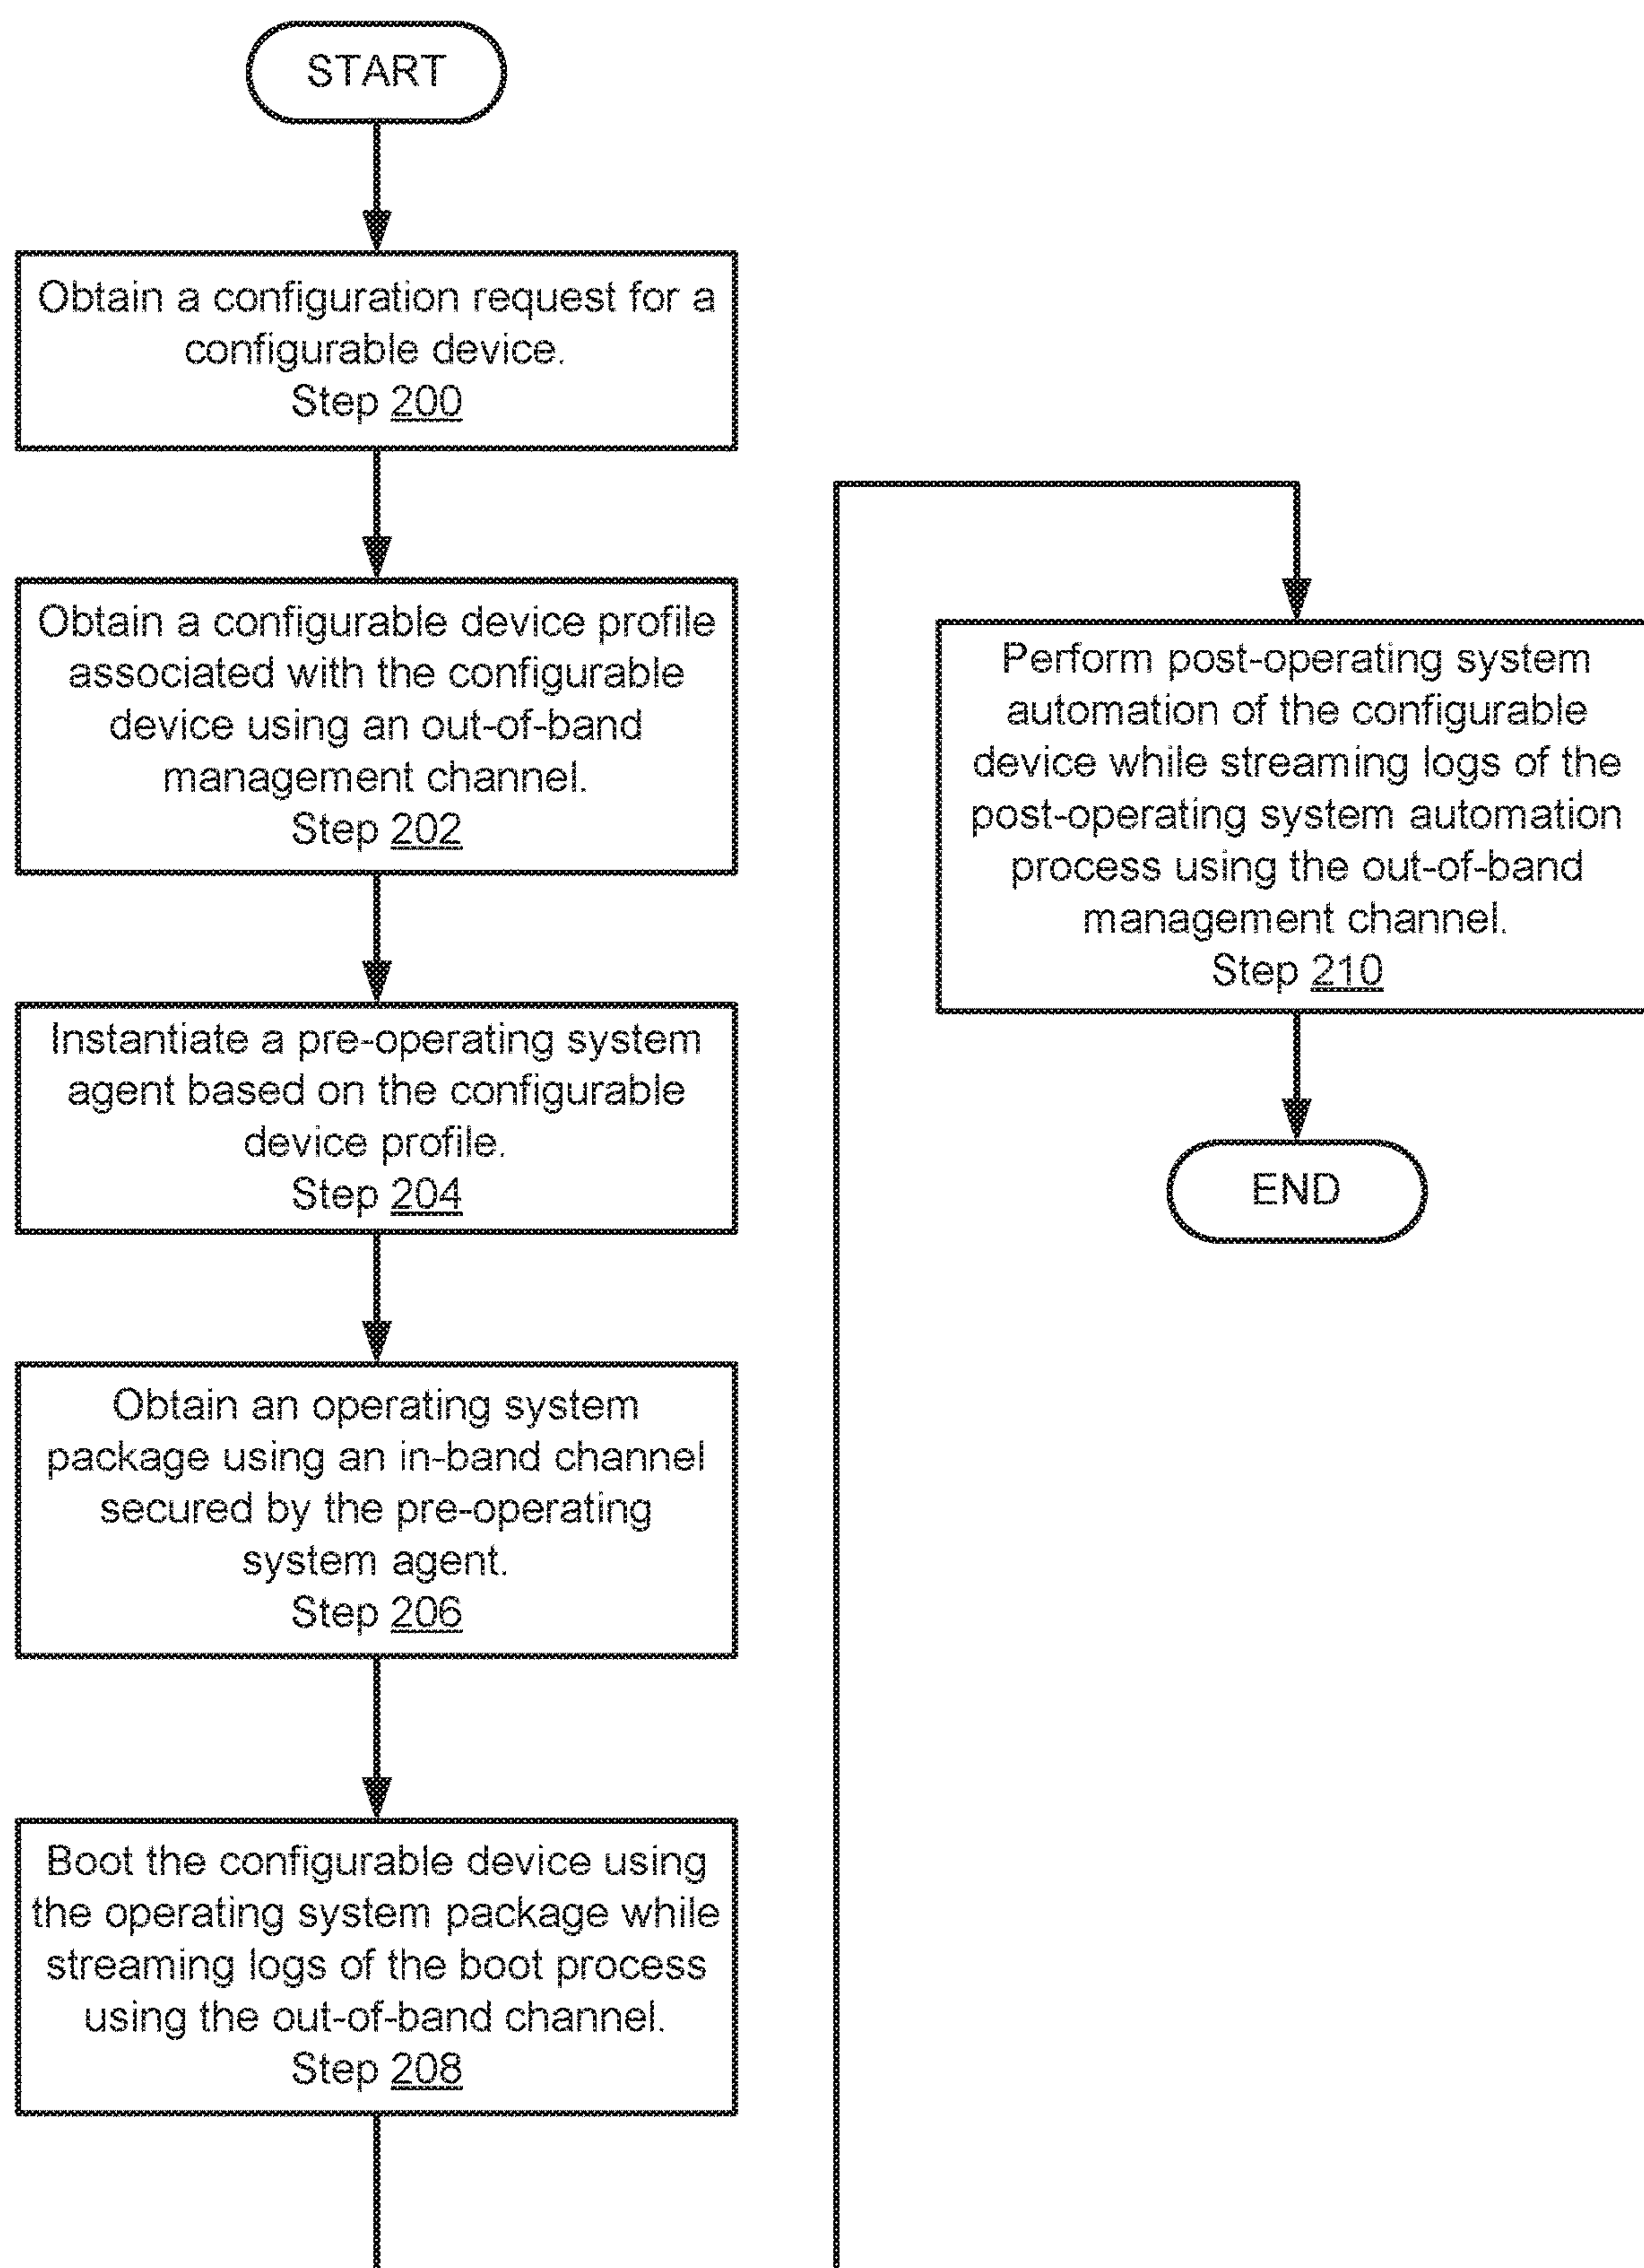 START
Obtain a configuration request for a
configurable device.
Step 200
Obtain a configurable device profile
associated with the configurable
device using an out-of-band
management channel.
Step 202
Instantiate a pre-operating system
agent based on the configurable
device profile.
Step 204
Obtain an operating system
package using an in-band channel
secured by the pre-operating
system agent.
Step 206
Boot the configurable device using
the operating system package while
streaming logs of the boot process
using the out-of-band channel.
Step 208
Perform post-operating system
automation of the configurable
device while streaming logs of the
post-operating system automation
process using the out-of-band
management channel.
Step 210
END